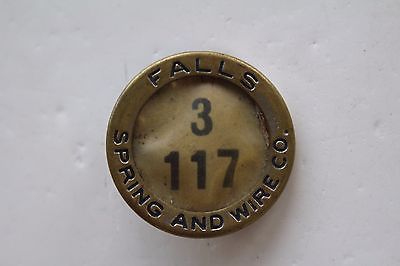 FALLS
3
117
SPRING AND WIRE CO.